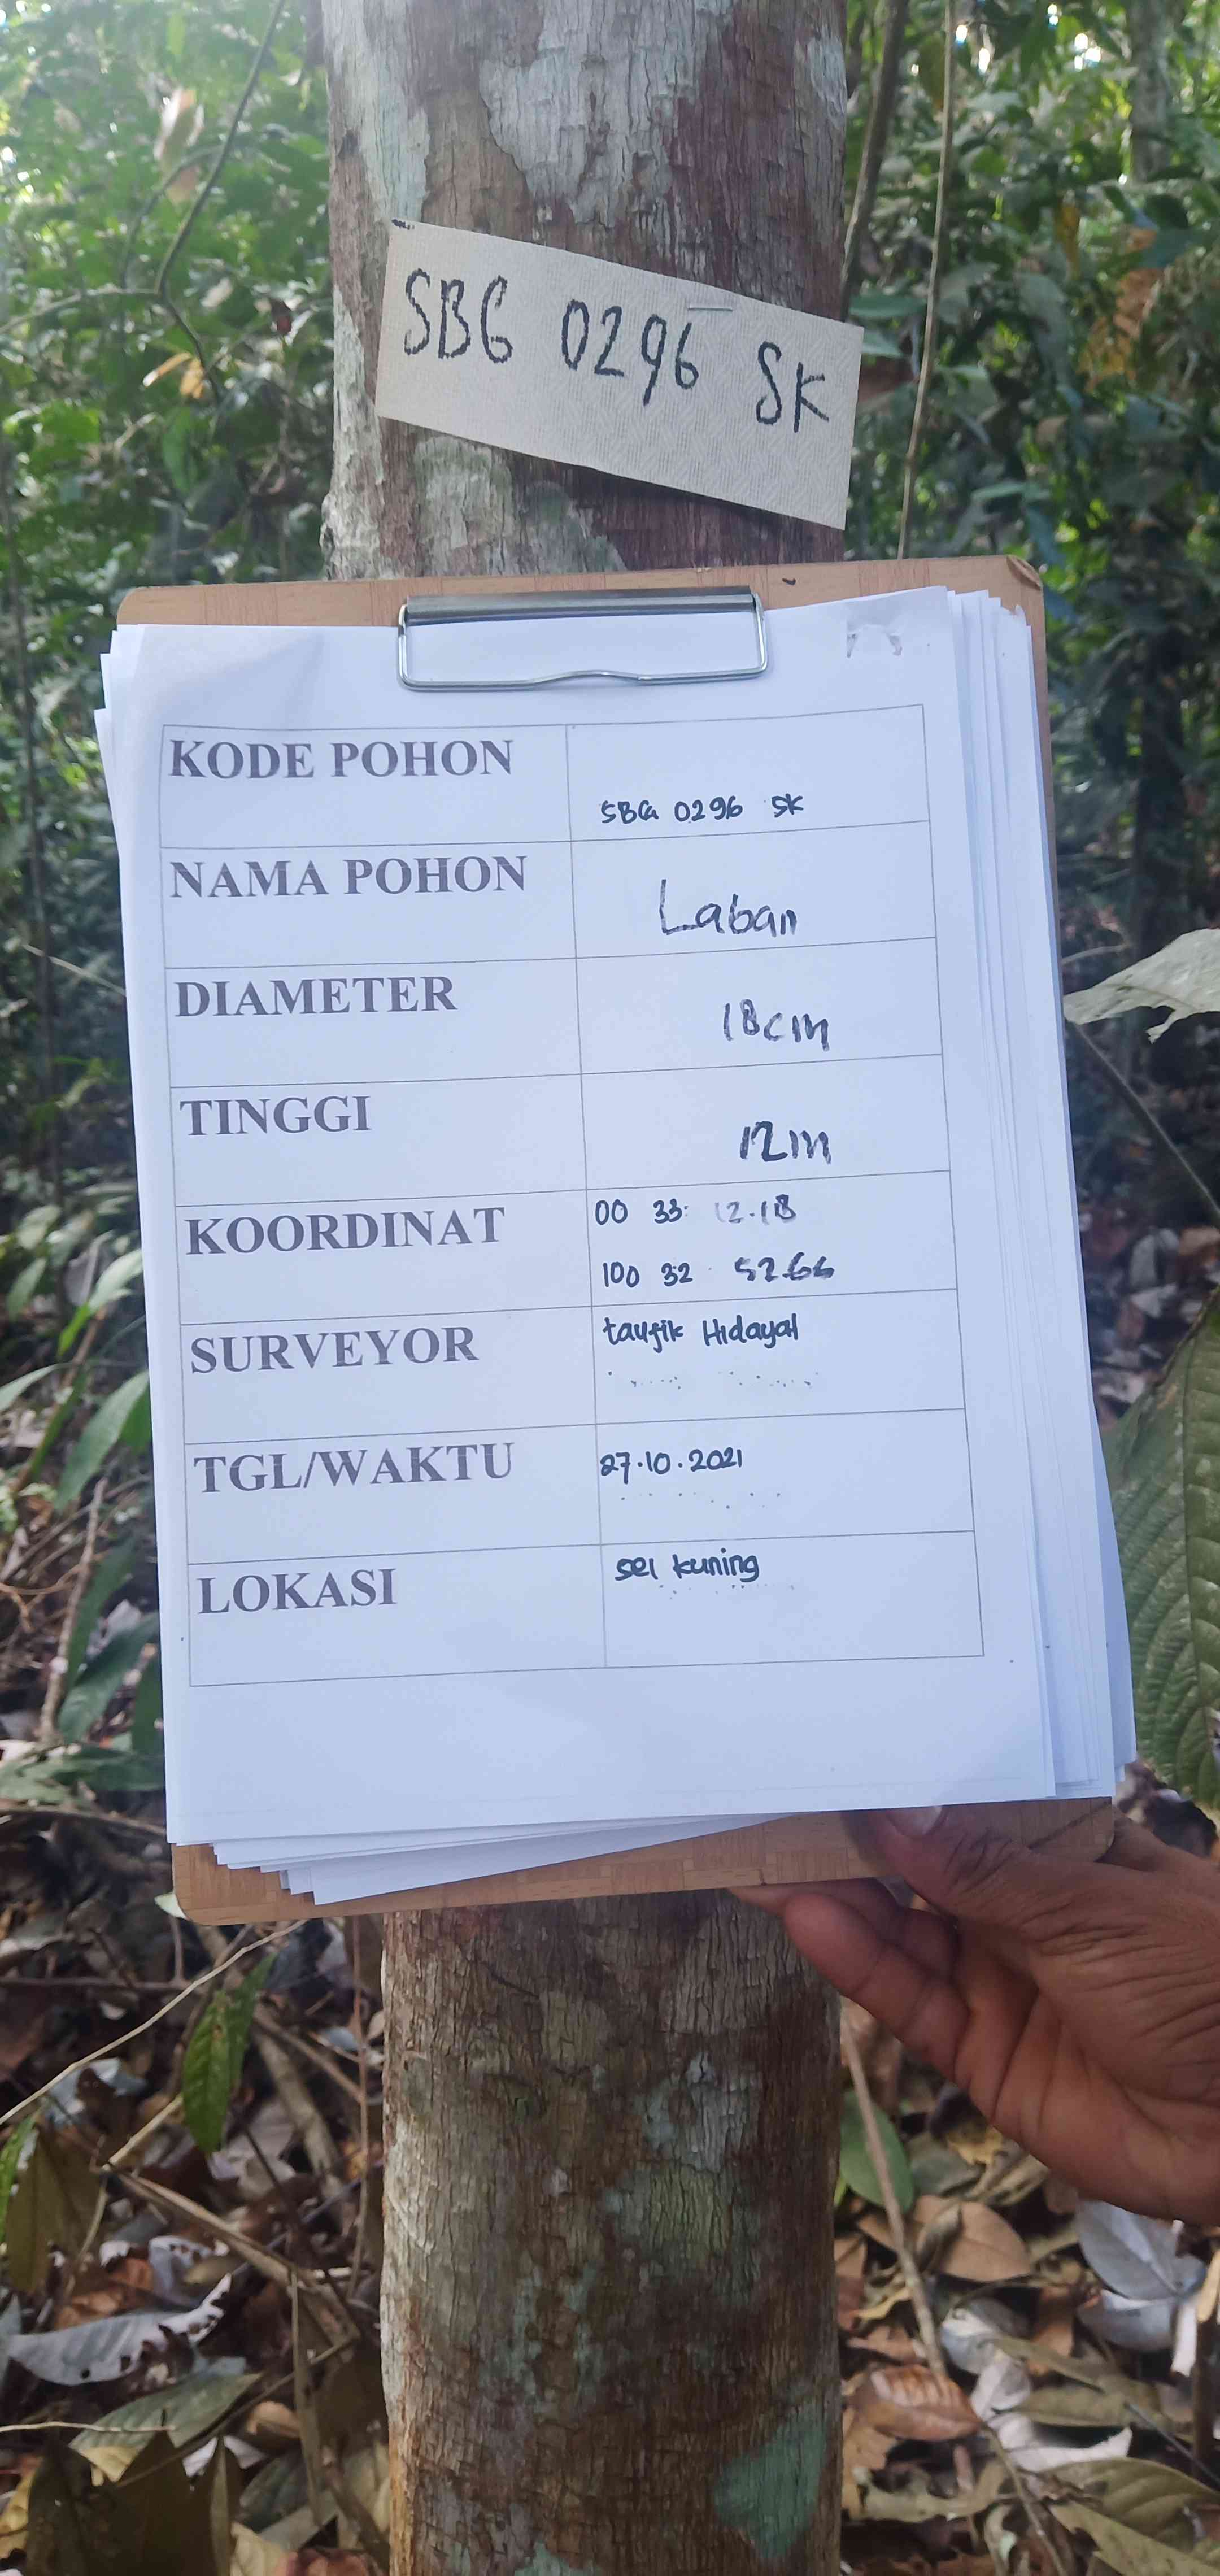 SBG 0296 SK
KODE POHON
SBG 0296 SK
NAMA POHON
Laban
DIAMETER
18cm
TINGGI
12m
KOORDINAT
00 33 12.18
100 32 52.66
SURVEYOR
taufik Hidayat
TGL/WAKTU
27.10.2021
LOKASI
sei kuning